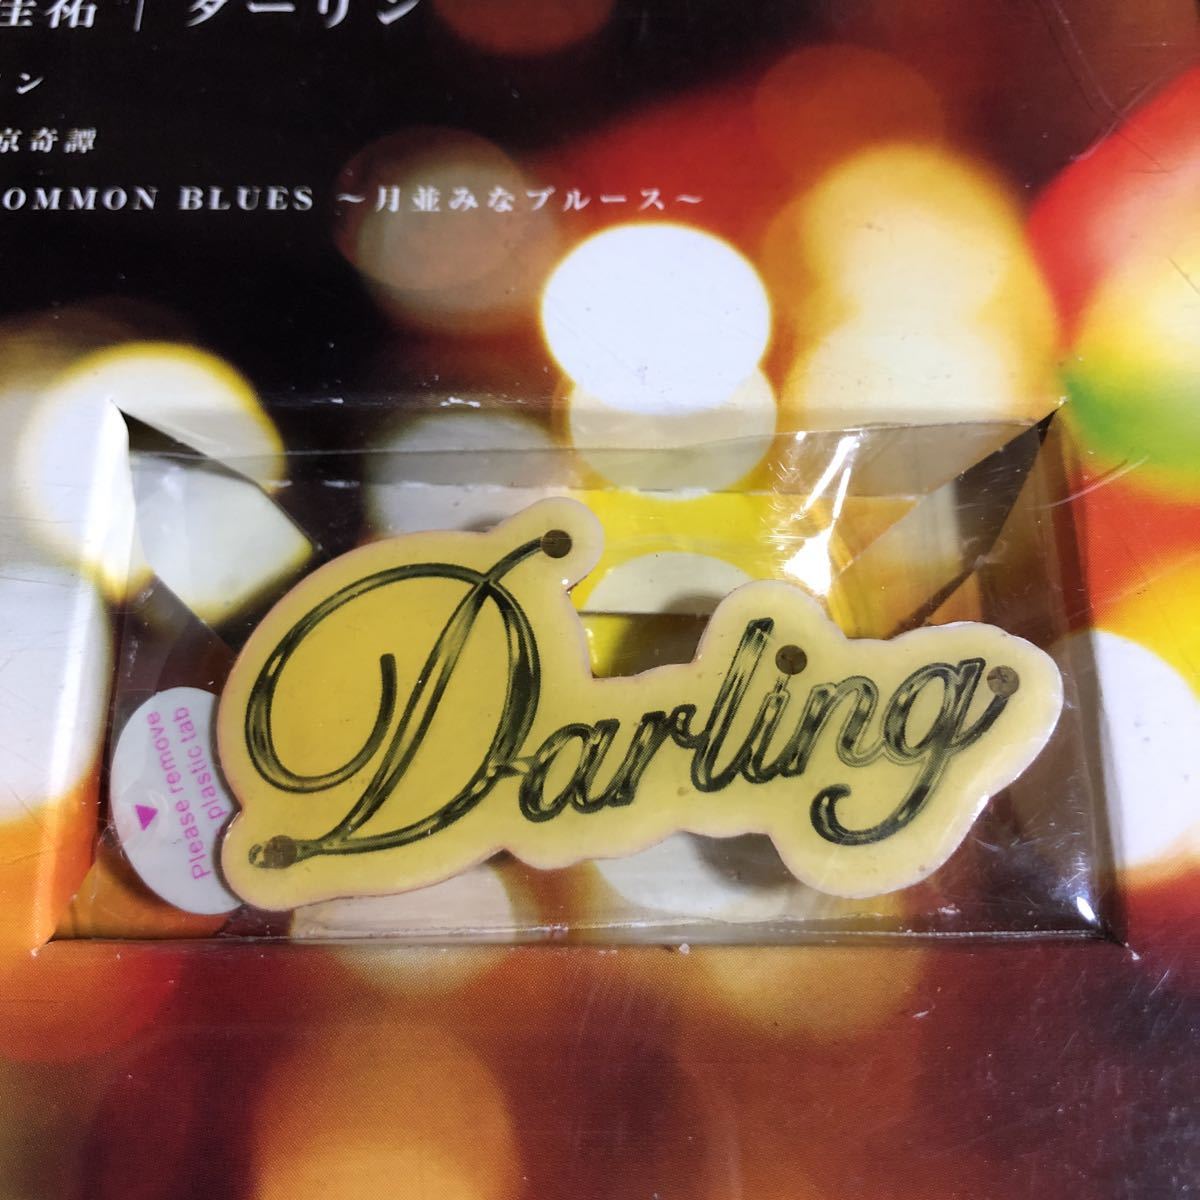 佳祐 | ダーリン
リン
京奇譚
OMMON BLUES ～月並みなブルース～
Darling
Please remove
plastic tab